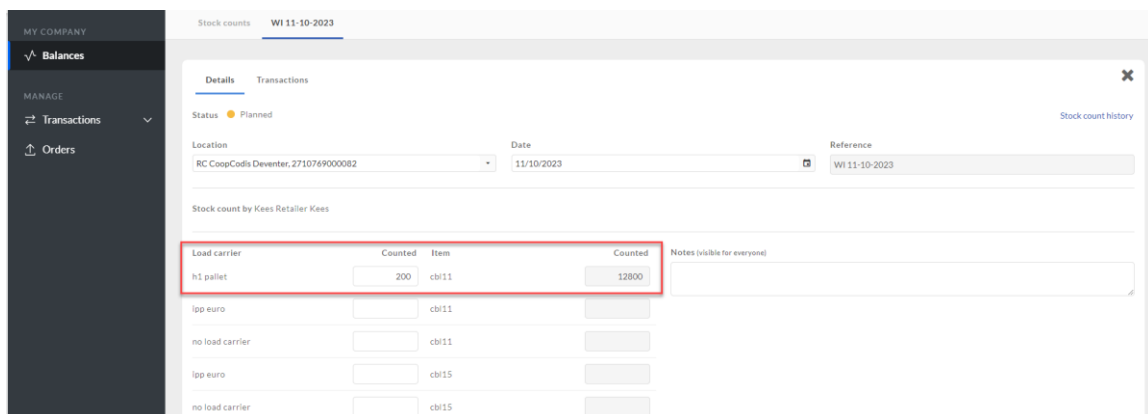 MY COMPANY
Balances
MANAGE
Transactions
Orders
Stock counts WI 11-10-2023
Details Transactions
Status Planned
Stock count history
Location Date Reference
RC CoopCodis Deventer, 2710769000082 11/10/2023 WI 11-10-2023
Stock count by Kees Retailer Kees
Load carrier Counted Item Counted Notes (visible for everyone)
h1 pallet 200 cbl11 12800
ipp euro cbl11
no load carrier cbl11
ipp euro cbl15
no load carrier cbl15